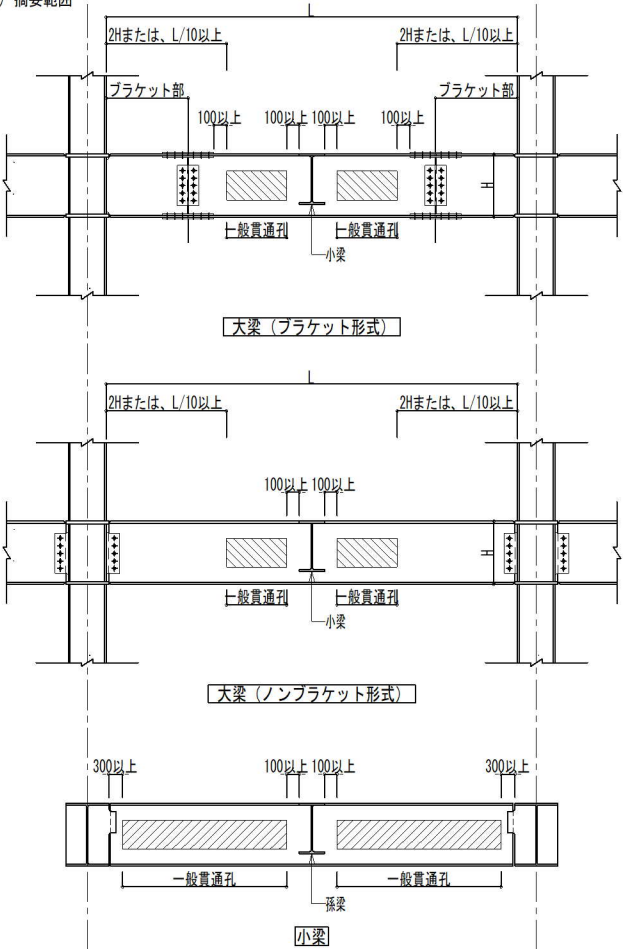 摘要範囲
L
2Hまたは、L/10以上 2Hまたは、L/10以上
ブラケット部 ブラケット部
100以上 100以上 100以上 100以上
H
一般貫通孔 一般貫通孔
小梁
大梁(ブラケット形式)
L
2Hまたは、L/10以上 2Hまたは、L/10以上
100以上 100以上
H
一般貫通孔 一般貫通孔
小梁
大梁(ノンブラケット形式)
300以上 100以上 100以上 300以上
一般貫通孔 一般貫通孔
孫梁
小梁